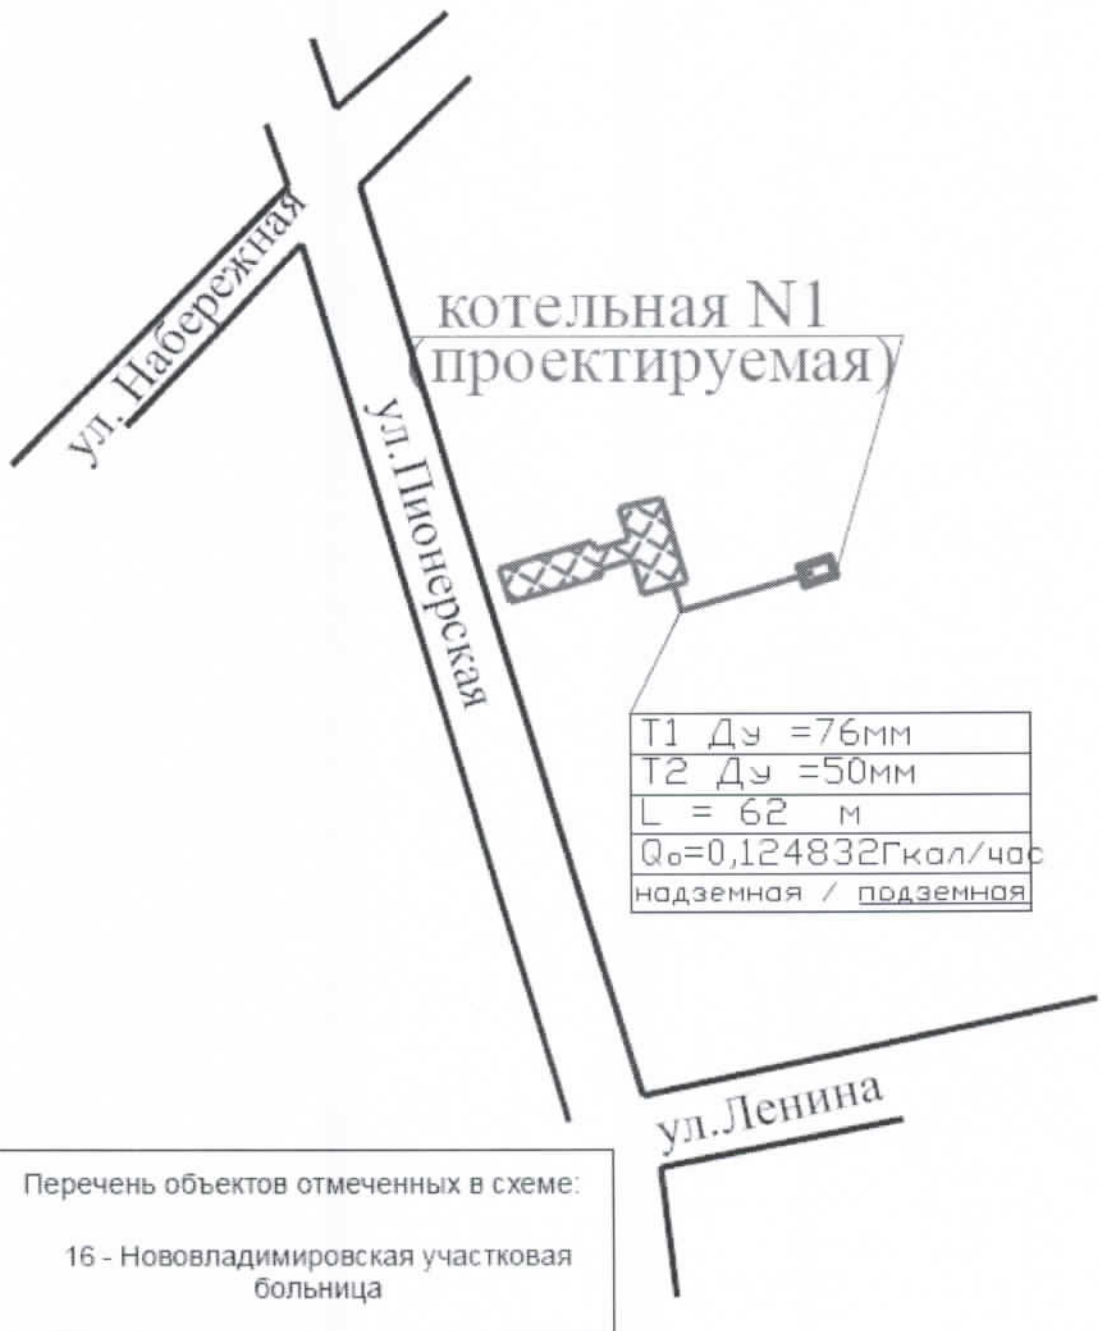 ул. Набережная
котельная N1
(проектируемая)
ул.Пионерская
Т1 Ду =76мм
Т2 Ду =50мм
L = 62 м
Qо=0,124832Гкал/час
надземная / подземная
ул.Ленина
Перечень объектов отмеченных в схеме:
16 - Нововладимировская участковая
больница